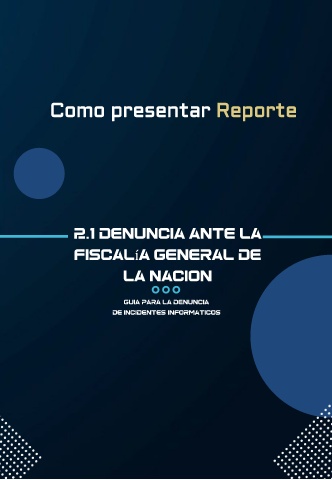 Como presentar Reporte
2.1 DENUNCIA ANTE LA
FISCALíA GENERAL DE
LA NACION
GUIA PARA LA DENUNCIA
DE INCIDENTES INFORMATICOS